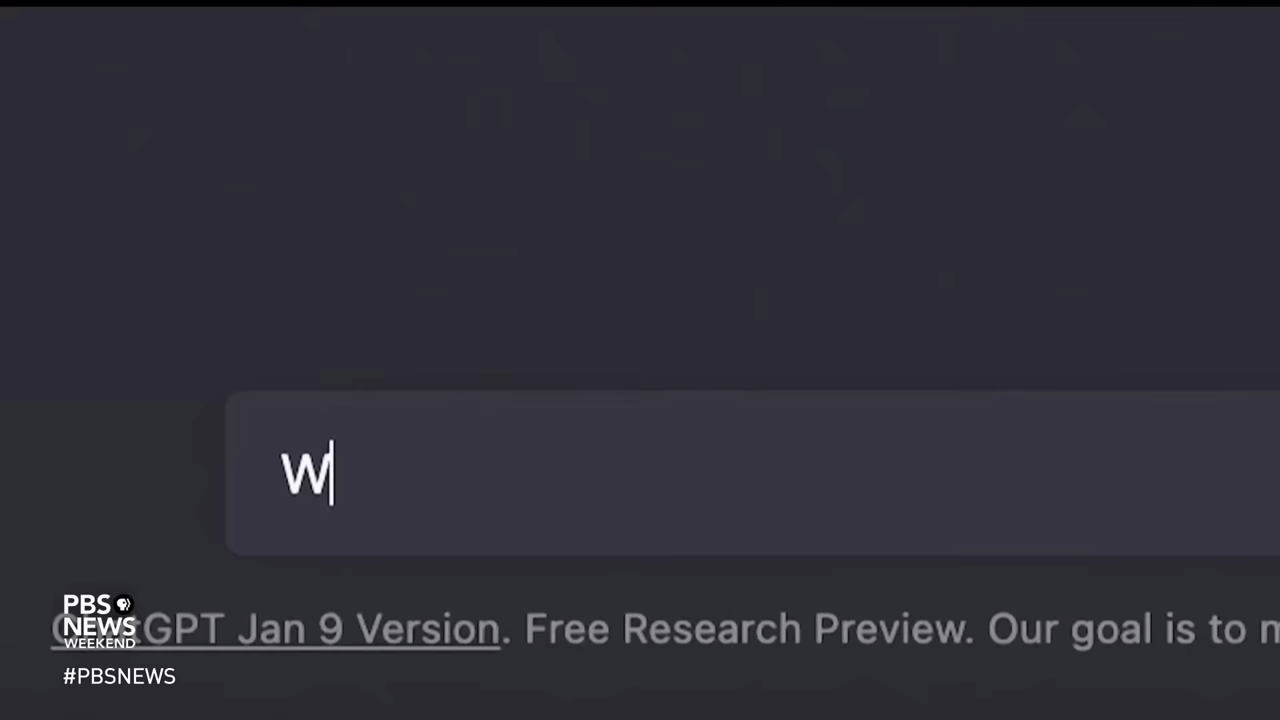 W
PBS
NEWS
WEEKEND
GPT Jan 9 Version. Free Research Preview. Our goal is to
#PBSNEWS